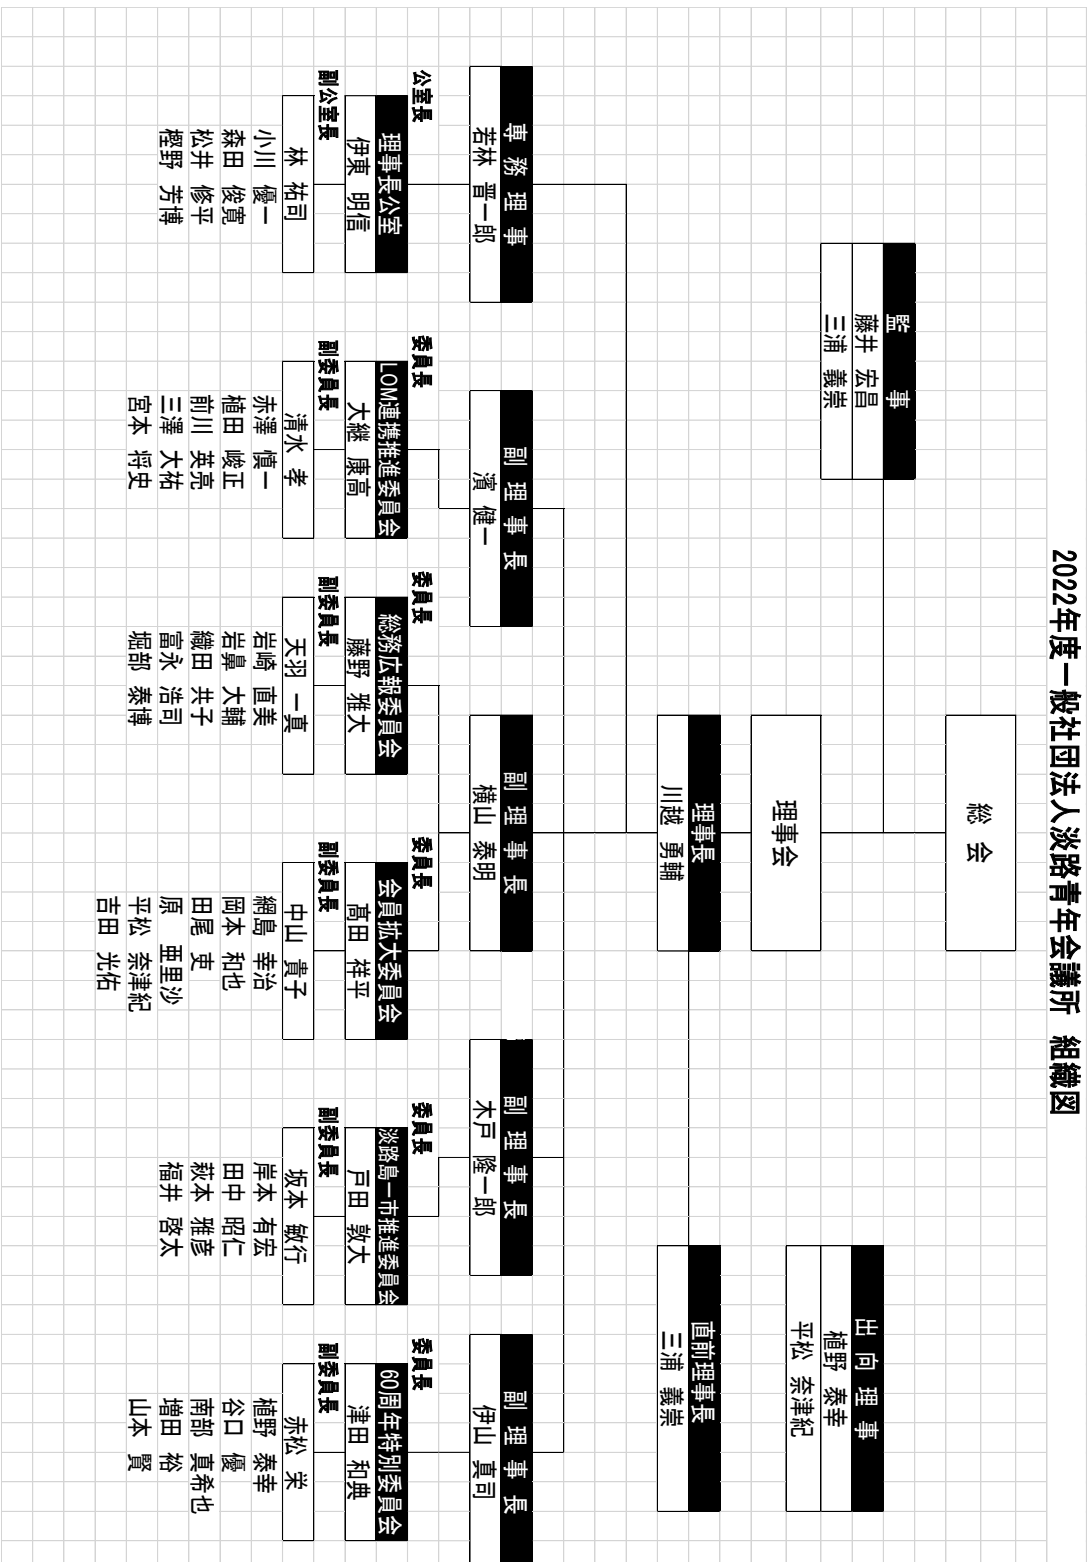 2022年度一般社団法人淡路青年会議所 組織図
総 会
監 事
藤井 宏昌
三浦 義崇
出 向 理 事
植野 泰幸
平松 奈津紀
理事会
理事長
川越 勇輔
直前理事長
三浦 義崇
専 務 理 事
若林 晋一郎
副 理 事 長
濱 健一
副 理 事 長
横山 泰明
副 理 事 長
木戸 隆一郎
副 理 事 長
伊山 真司
公室長
理事長公室
伊東 明信
副公室長
林 祐司
小川 優一
森田 俊寛
松井 修平
樫野 芳博
委員長
LOM連携推進委員会
大継 康高
副委員長
清水 孝
赤澤 慎一
植田 峻正
前川 英亮
三澤 大祐
宮本 将史
委員長
総務広報委員会
藤野 雅大
副委員長
天羽 一真
岩崎 直美
岩鼻 大輔
織田 共子
富永 浩司
堀部 泰博
委員長
会員拡大委員会
高田 祥平
副委員長
中山 貴子
網島 幸治
岡本 和也
田尾 吏
原 亜里沙
平松 奈津紀
吉田 光佑
委員長
淡路島一市推進委員会
戸田 敦大
副委員長
坂本 敏行
岸本 有宏
田中 昭仁
萩本 雅彦
福井 啓太
委員長
60周年特別委員会
津田 和典
副委員長
赤松 栄
植野 泰幸
谷口 優
南部 真希也
増田 裕
山本 賢